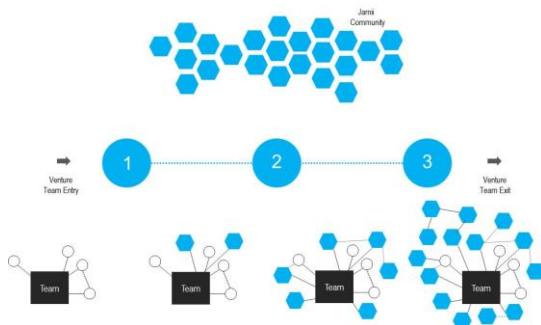 Jamii
Community
1
2
3
Venture
Team Entry
Venture
Team Exit
Team
Team
Team
Team